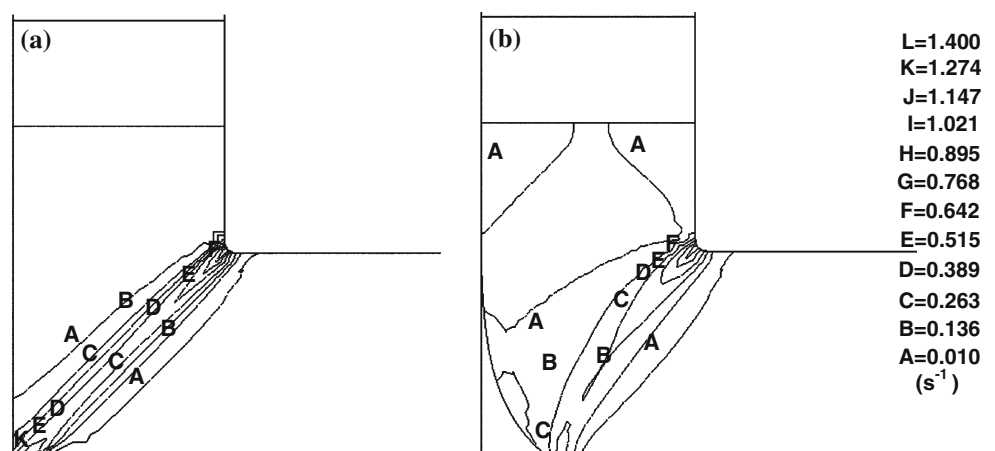 (a)
F
E
B
D
B
A
C
C
A
D
E
K
(b)
A
A
F
E
D
C
A
A
B
B
C
L=1.400
K=1.274
J=1.147
I=1.021
H=0.895
G=0.768
F=0.642
E=0.515
D=0.389
C=0.263
B=0.136
A=0.010
(s⁻¹)